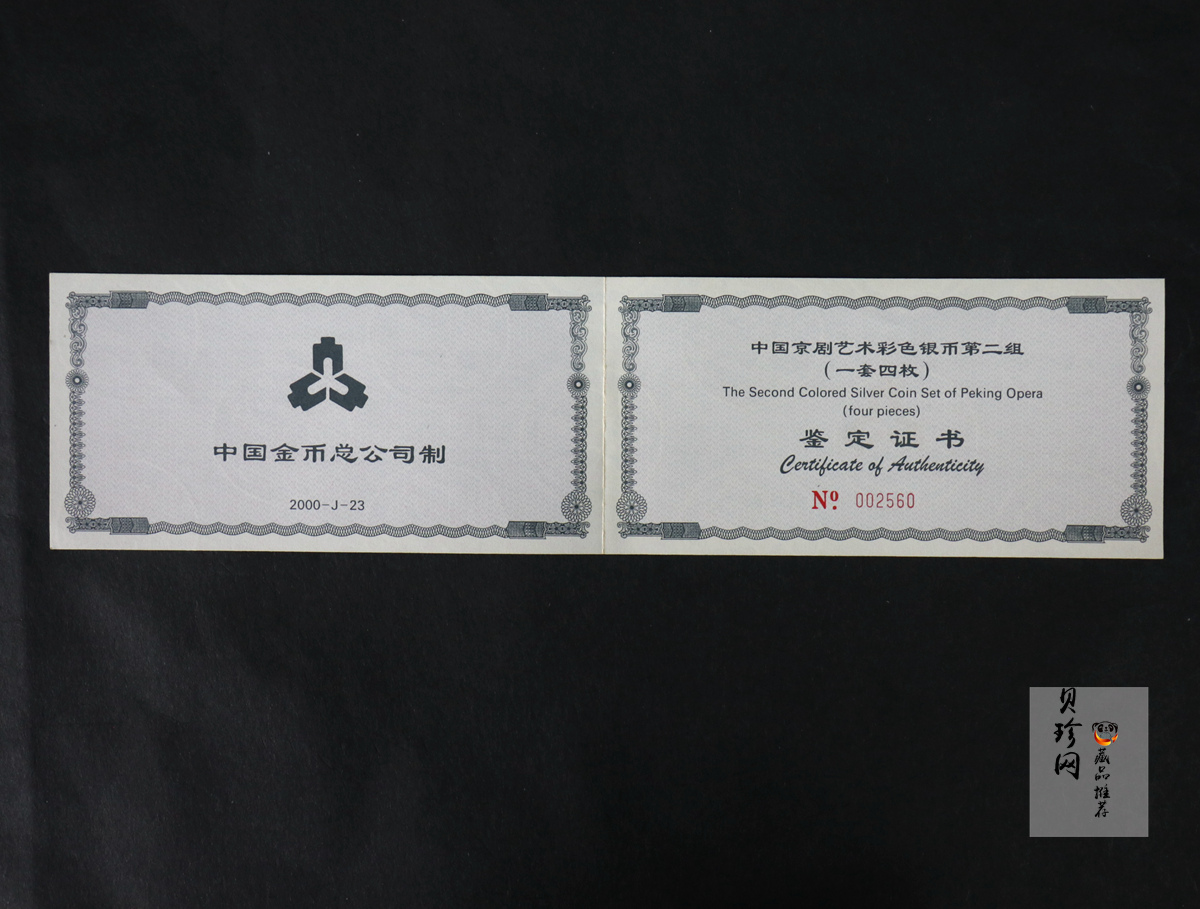 中国金币总公司制
2000-J-23
中国京剧艺术彩色银币第二组
(一套四枚)
The Second Colored Silver Coin Set of Peking Opera
(four pieces)
鉴定证书
Certificate of Authenticity
Nº 002560
贝珍网
藏品推荐